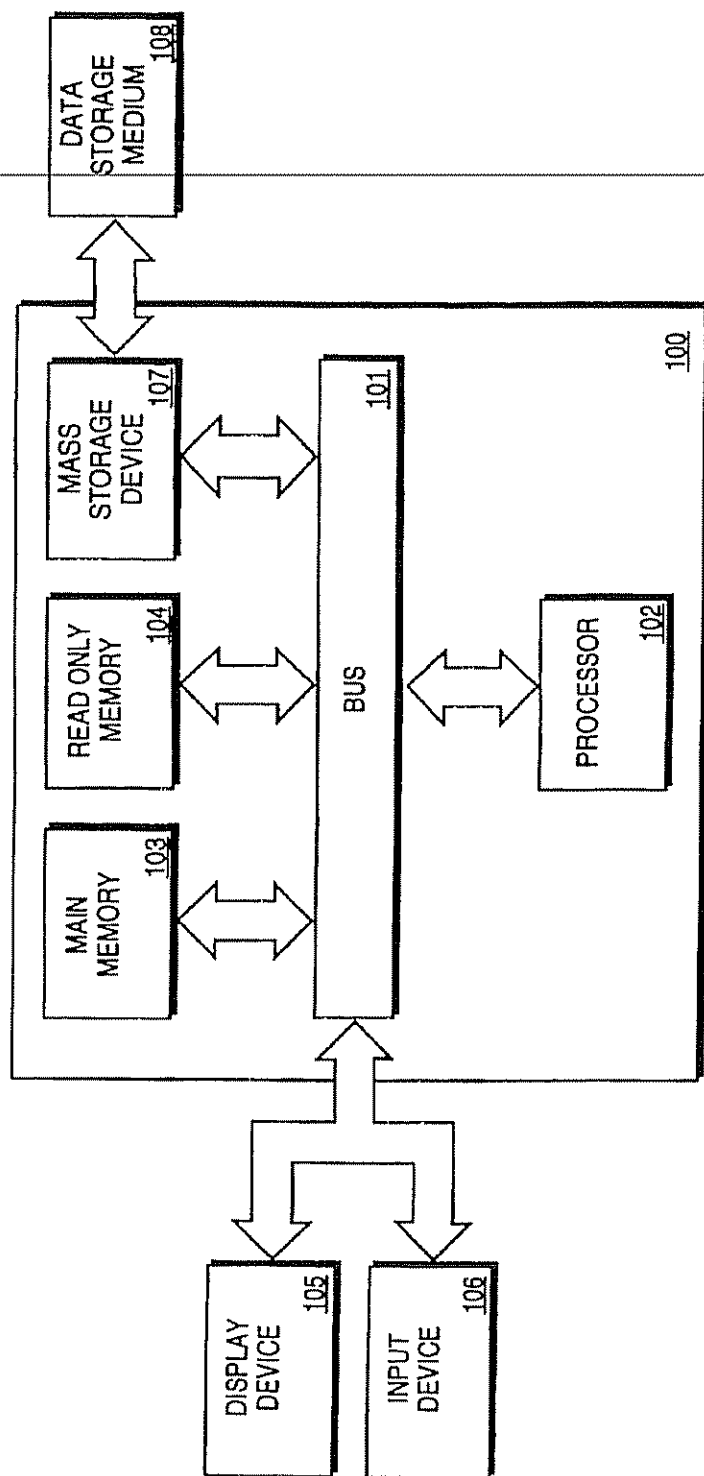 MAIN
MEMORY
103
READ ONLY
MEMORY
104
MASS
STORAGE
DEVICE
107
DATA
STORAGE
MEDIUM
108
DISPLAY
DEVICE
105
BUS
101
INPUT
DEVICE
106
PROCESSOR
102
100